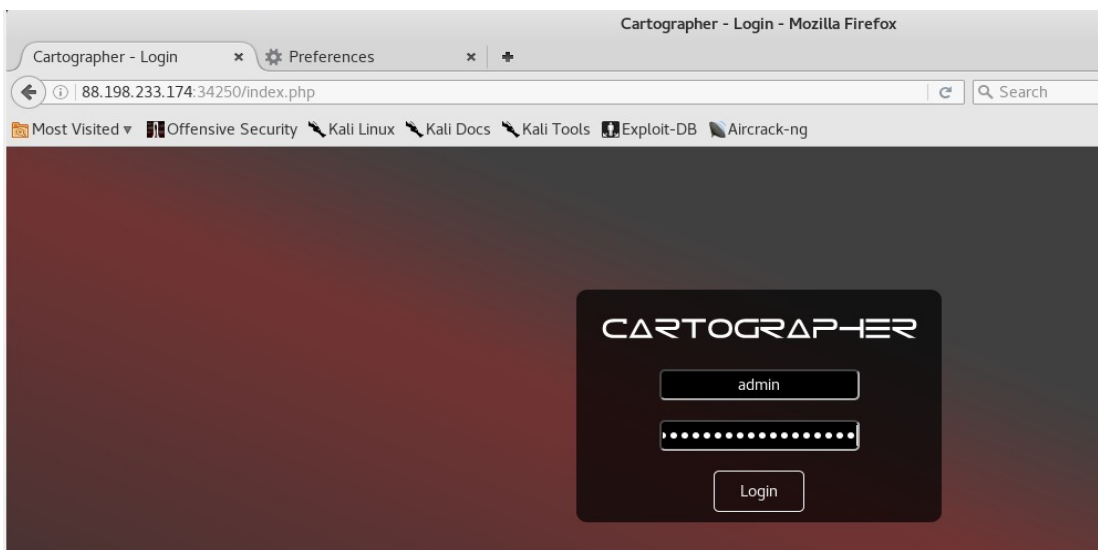 Cartographer - Login - Mozilla Firefox
Cartographer - Login
Preferences
88.198.233.174:34250/index.php
Search
Most Visited Offensive Security Kali Linux Kali Docs Kali Tools Exploit-DB Aircrack-ng
CARTOGRAPHER
admin
Login